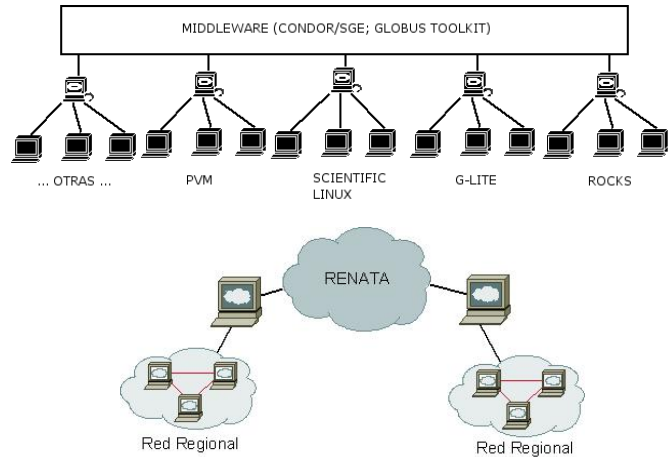 MIDDLEWARE (CONDOR/SGE; GLOBUS TOOLKIT)
... OTRAS ...
PVM
SCIENTIFIC
LINUX
G-LITE
ROCKS
RENATA
Red Regional
Red Regional